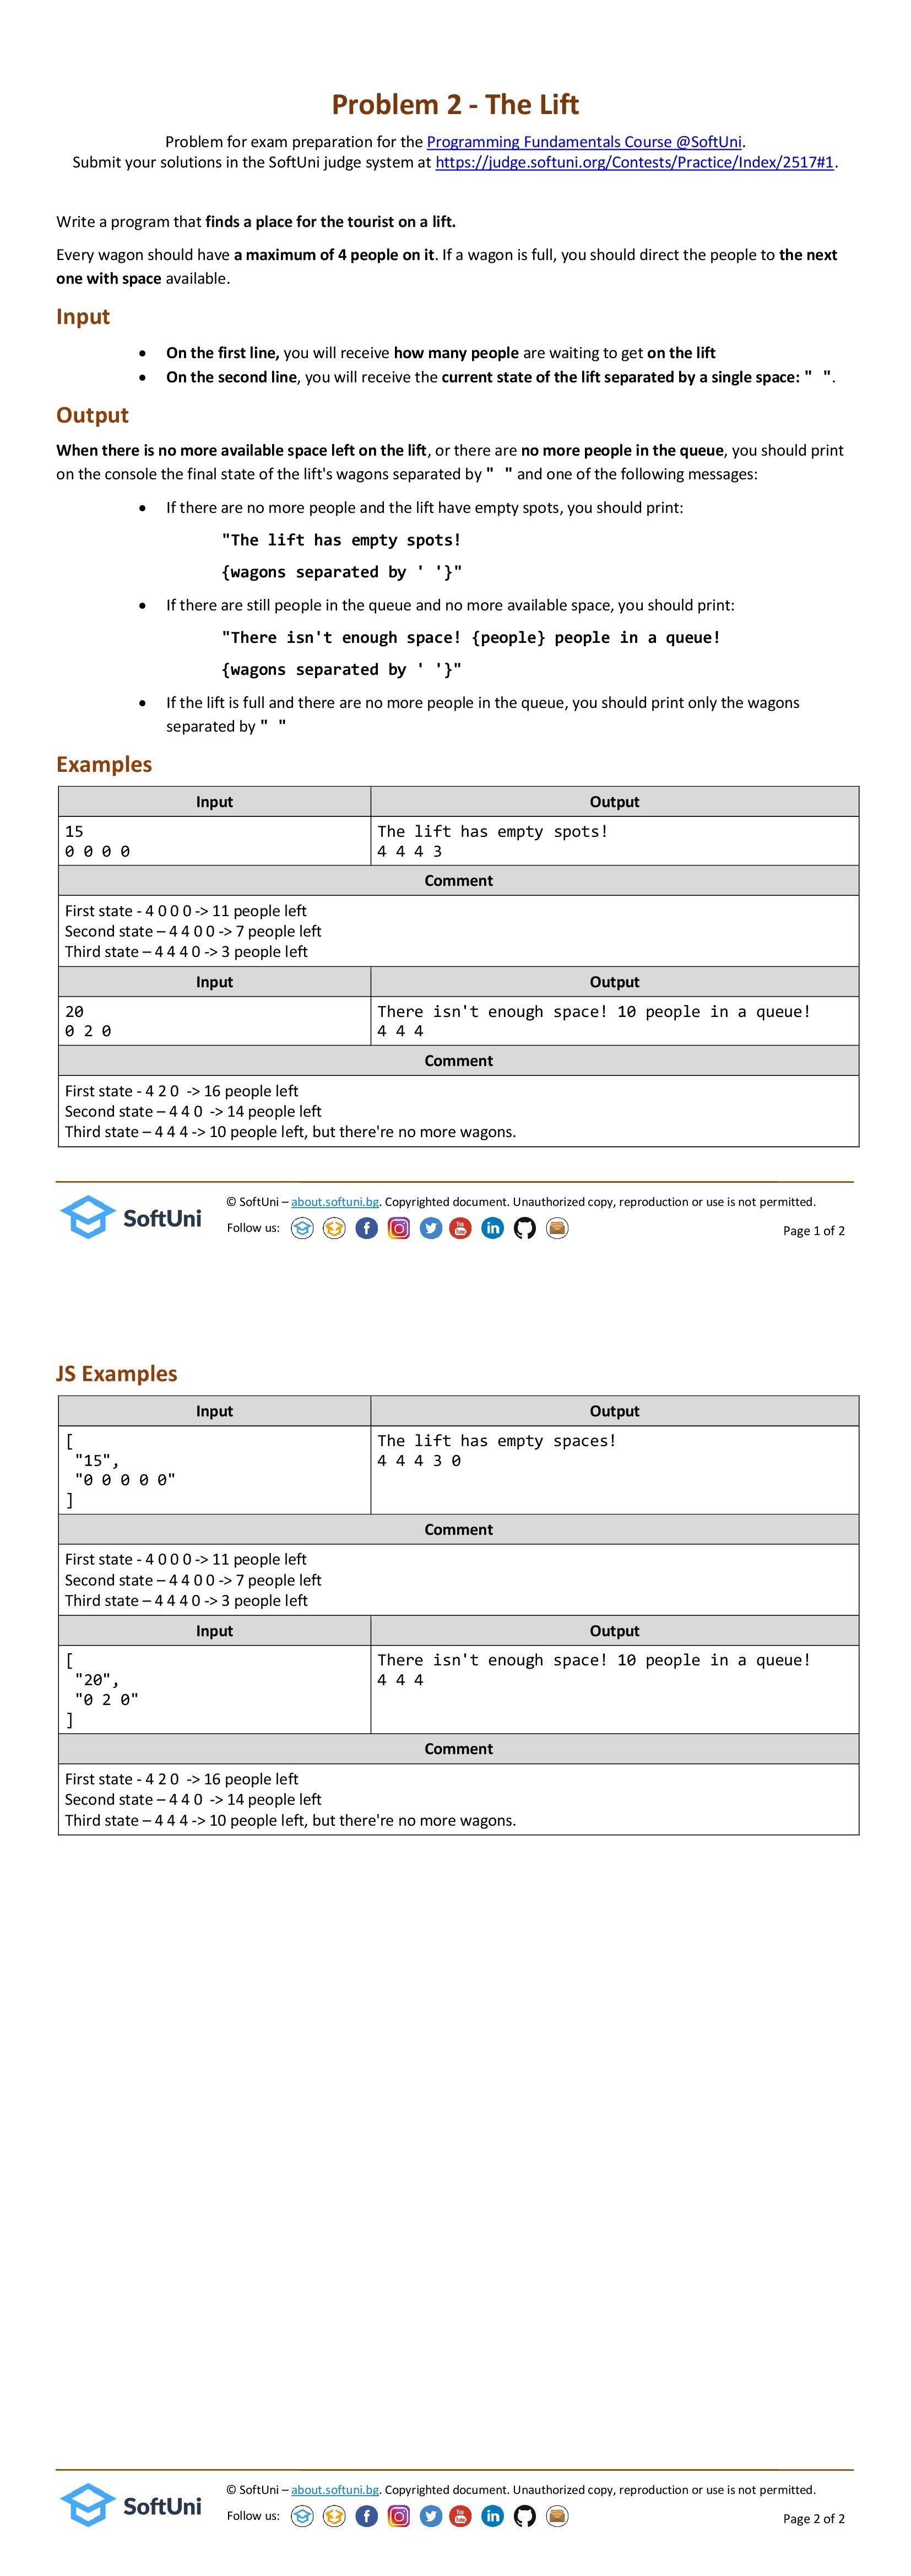 Problem 2 - The Lift
Problem for exam preparation for the Programming Fundamentals Course @SoftUni.
Submit your solutions in the SoftUni judge system at https://judge.softuni.org/Contests/Practice/Index/2517#1.
Write a program that finds a place for the tourist on a lift.
Every wagon should have a maximum of 4 people on it. If a wagon is full, you should direct the people to the next
one with space available.
Input
• On the first line, you will receive how many people are waiting to get on the lift
• On the second line, you will receive the current state of the lift separated by a single space: " ".
Output
When there is no more available space left on the lift, or there are no more people in the queue, you should print
on the console the final state of the lift's wagons separated by " " and one of the following messages:
• If there are no more people and the lift have empty spots, you should print:
"The lift has empty spots!
{wagons separated by ' '}"
• If there are still people in the queue and no more available space, you should print:
"There isn't enough space! {people} people in a queue!
{wagons separated by ' '}"
• If the lift is full and there are no more people in the queue, you should print only the wagons
separated by " "
Examples
Input Output
15 The lift has empty spots!
0 0 0 0 4 4 4 3
Comment
First state - 4 0 0 0 -> 11 people left
Second state – 4 4 0 0 -> 7 people left
Third state – 4 4 4 0 -> 3 people left
Input Output
20 There isn't enough space! 10 people in a queue!
0 2 0 4 4 4
Comment
First state - 4 2 0 -> 16 people left
Second state – 4 4 0 -> 14 people left
Third state – 4 4 4 -> 10 people left, but there're no more wagons.
SoftUni
© SoftUni – about.softuni.bg. Copyrighted document. Unauthorized copy, reproduction or use is not permitted.
Follow us:
Page 1 of 2
JS Examples
Input Output
[ The lift has empty spaces!
"15", 4 4 4 3 0
"0 0 0 0 0"
]
Comment
First state - 4 0 0 0 -> 11 people left
Second state – 4 4 0 0 -> 7 people left
Third state – 4 4 4 0 -> 3 people left
Input Output
[ There isn't enough space! 10 people in a queue!
"20", 4 4 4
"0 2 0"
]
Comment
First state - 4 2 0 -> 16 people left
Second state – 4 4 0 -> 14 people left
Third state – 4 4 4 -> 10 people left, but there're no more wagons.
SoftUni
© SoftUni – about.softuni.bg. Copyrighted document. Unauthorized copy, reproduction or use is not permitted.
Follow us:
Page 2 of 2